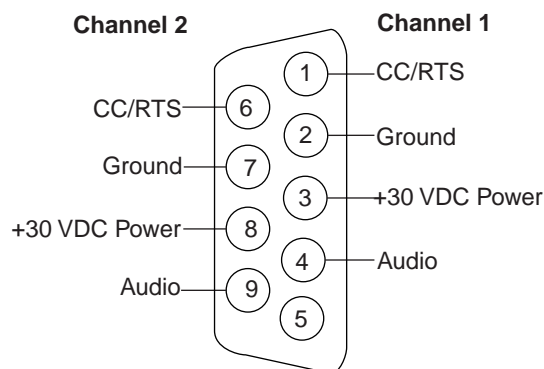 Channel 2
Channel 1
1
CC/RTS
CC/RTS
6
2
Ground
Ground
7
3
+30 VDC Power
+30 VDC Power
8
4
Audio
Audio
9
5